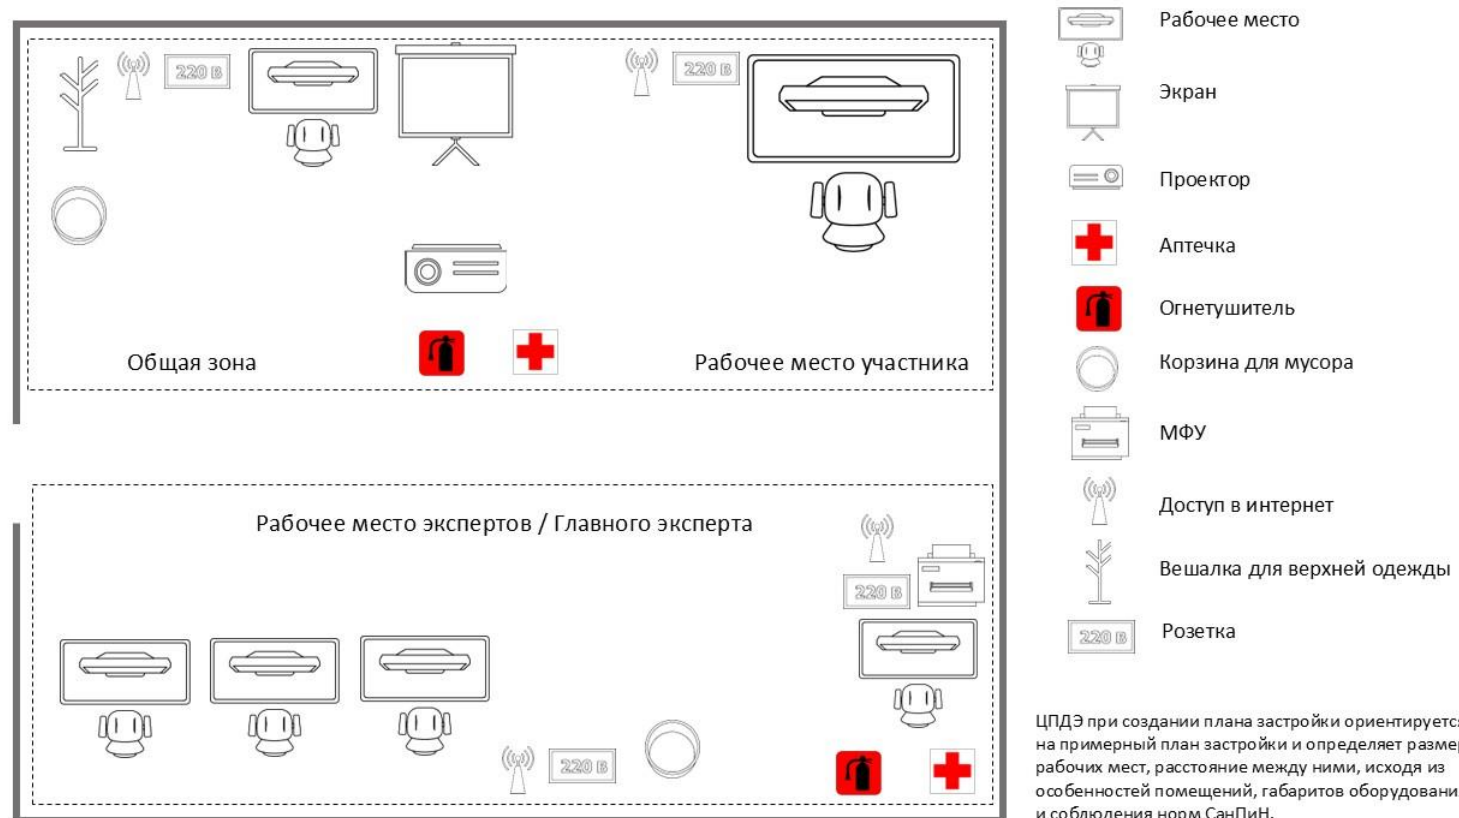 220 В
220 В
Общая зона
Рабочее место участника
Рабочее место экспертов / Главного эксперта
220 В
220 В
Рабочее место
Экран
Проектор
Аптечка
Огнетушитель
Корзина для мусора
МФУ
Доступ в интернет
Вешалка для верхней одежды
220 В
Розетка
ЦПДЭ при создании плана застройки ориентируется
на примерный план застройки и определяет размер
рабочих мест, расстояние между ними, исходя из
особенностей помещений, габаритов оборудовани
и соблюдения норм СанПиН.